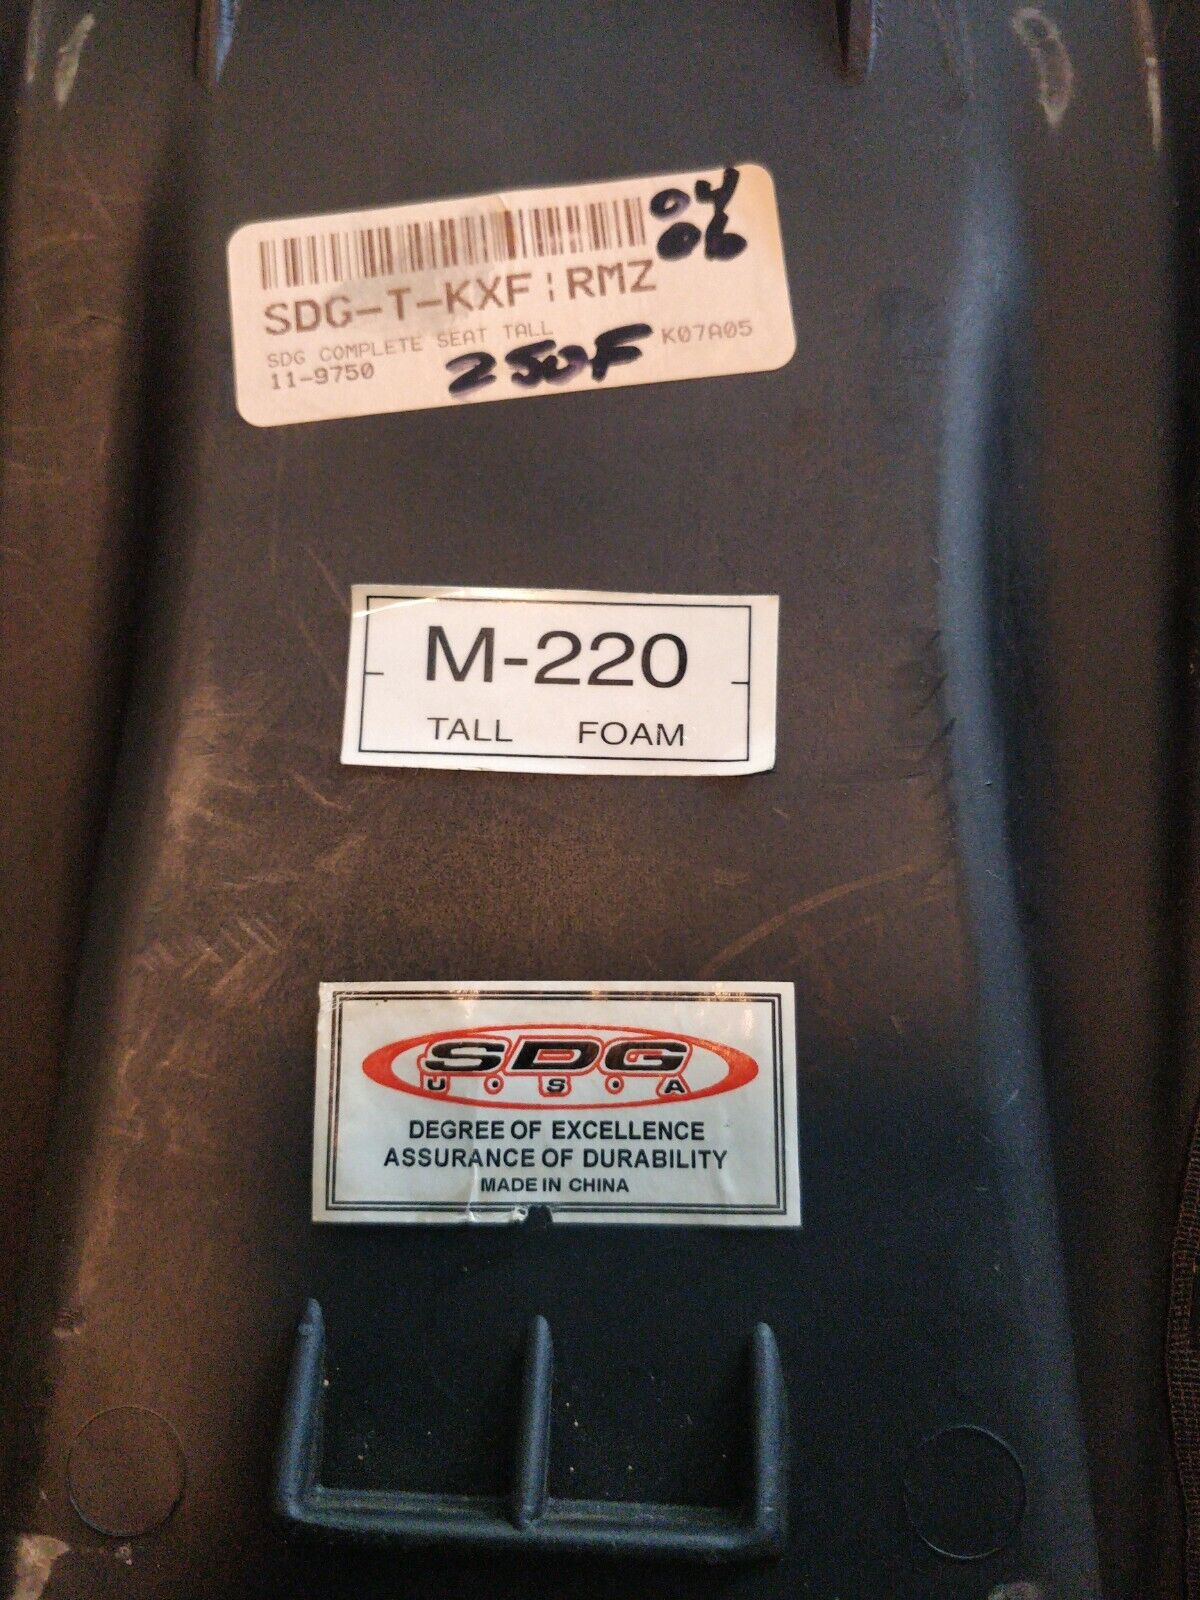 04
06
SDG-T-KXF¦RMZ
SDG COMPLETE SEAT TALL
11-9750
250F
K07A05
M-220
TALL FOAM
SDG
U.S.A
DEGREE OF EXCELLENCE
ASSURANCE OF DURABILITY
MADE IN CHINA